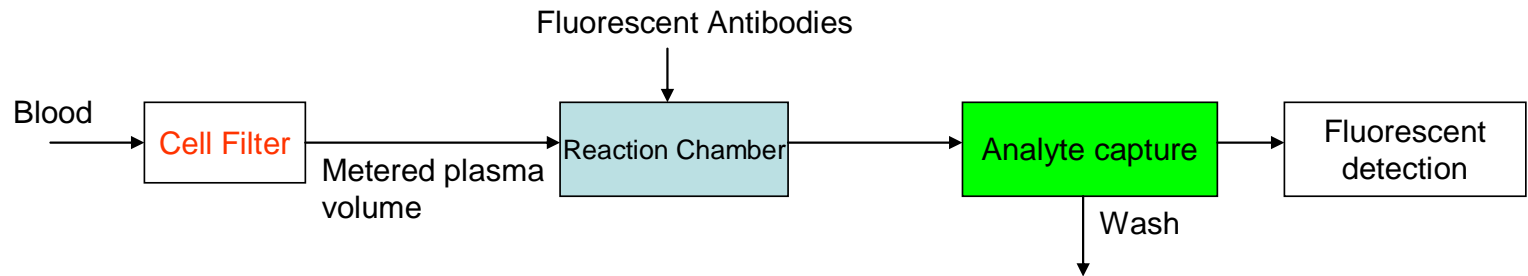 Fluorescent Antibodies
Blood
Cell Filter
Metered plasma
volume
Reaction Chamber
Analyte capture
Wash
Fluorescent
detection